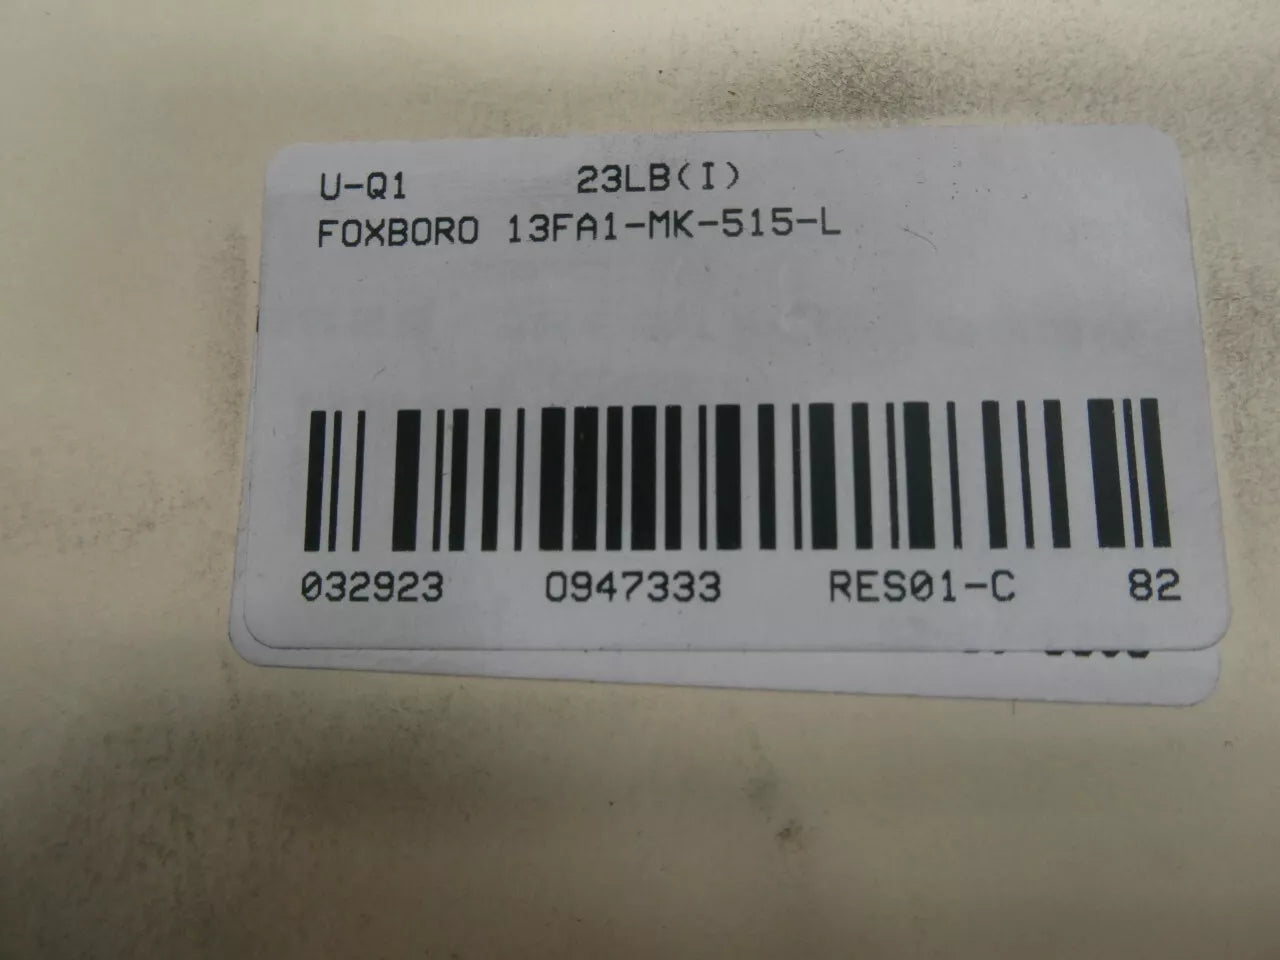 U-Q1 23LB(I)
FOXBORO 13FA1-MK-515-L
032923 0947333 RES01-C 82